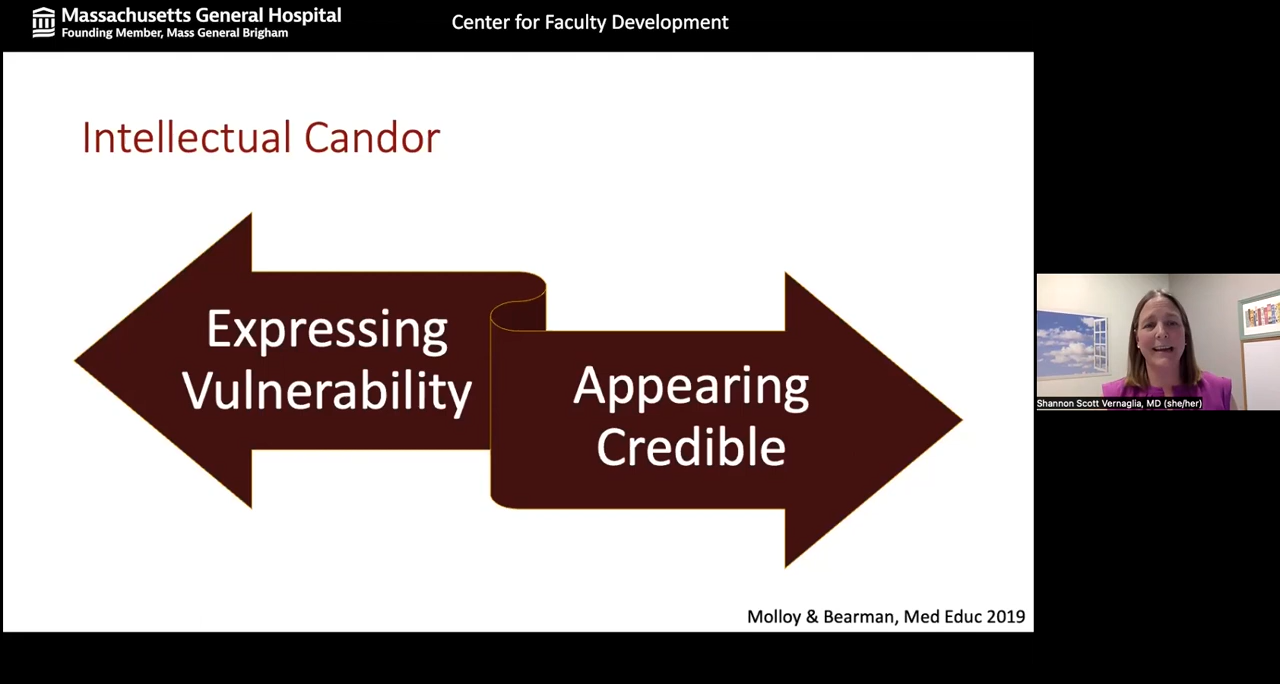 Massachusetts General Hospital
Founding Member, Mass General Brigham
Center for Faculty Development
Intellectual Candor
Expressing
Vulnerability
Appearing
Credible
Molloy & Bearman, Med Educ 2019
Shannon Scott Vernaglia, MD (she/her)